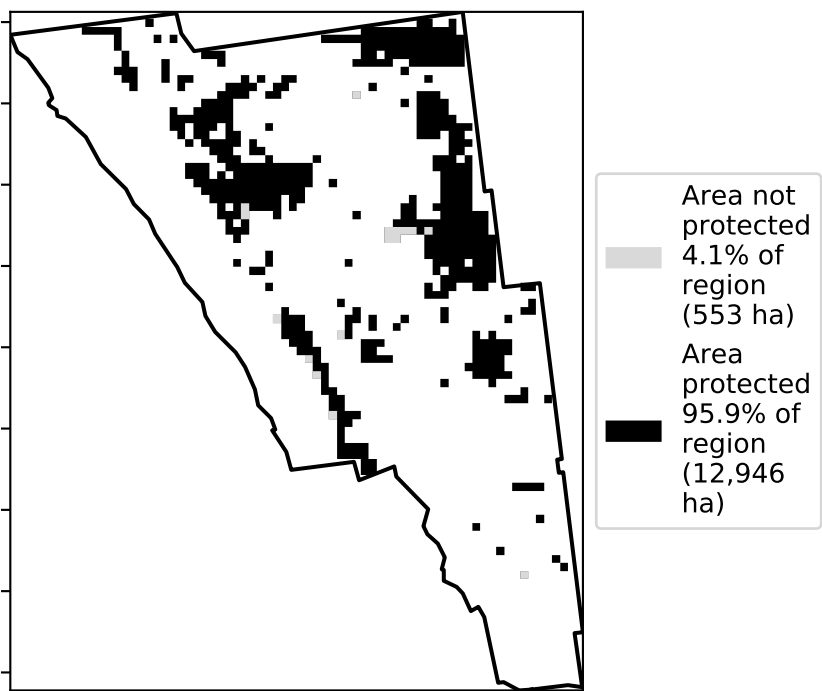 Area not
protected
4.1% of
region
(553 ha)
Area
protected
95.9% of
region
(12,946
ha)